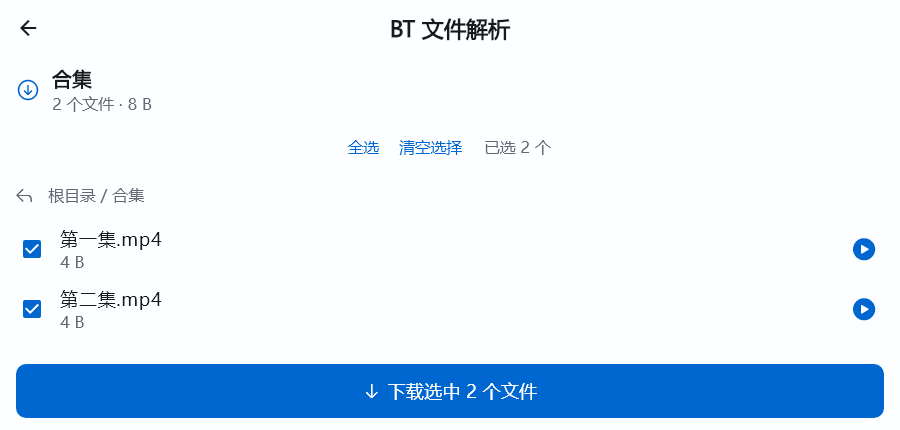 BT 文件解析
合集
2 个文件 · 8 B
全选 清空选择 已选 2 个
根目录 / 合集
第一集.mp4
4 B
第二集.mp4
4 B
下载选中 2 个文件